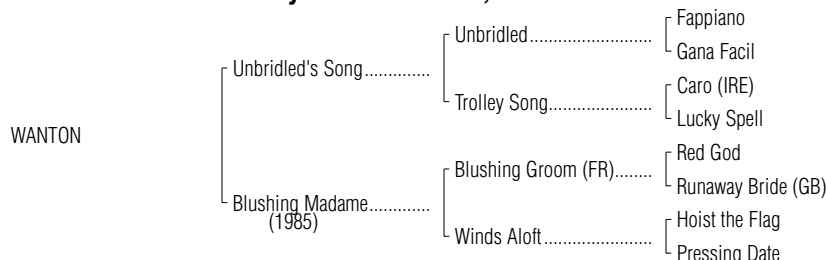 Fappiano
Unbridled..........................
Gana Facil
Unbridled's Song..............
Caro (IRE)
Trolley Song......................
Lucky Spell
WANTON
Red God
Blushing Groom (FR)........
Runaway Bride (GB)
Blushing Madame.............
(1985)
Hoist the Flag
Winds Aloft.......................
Pressing Date